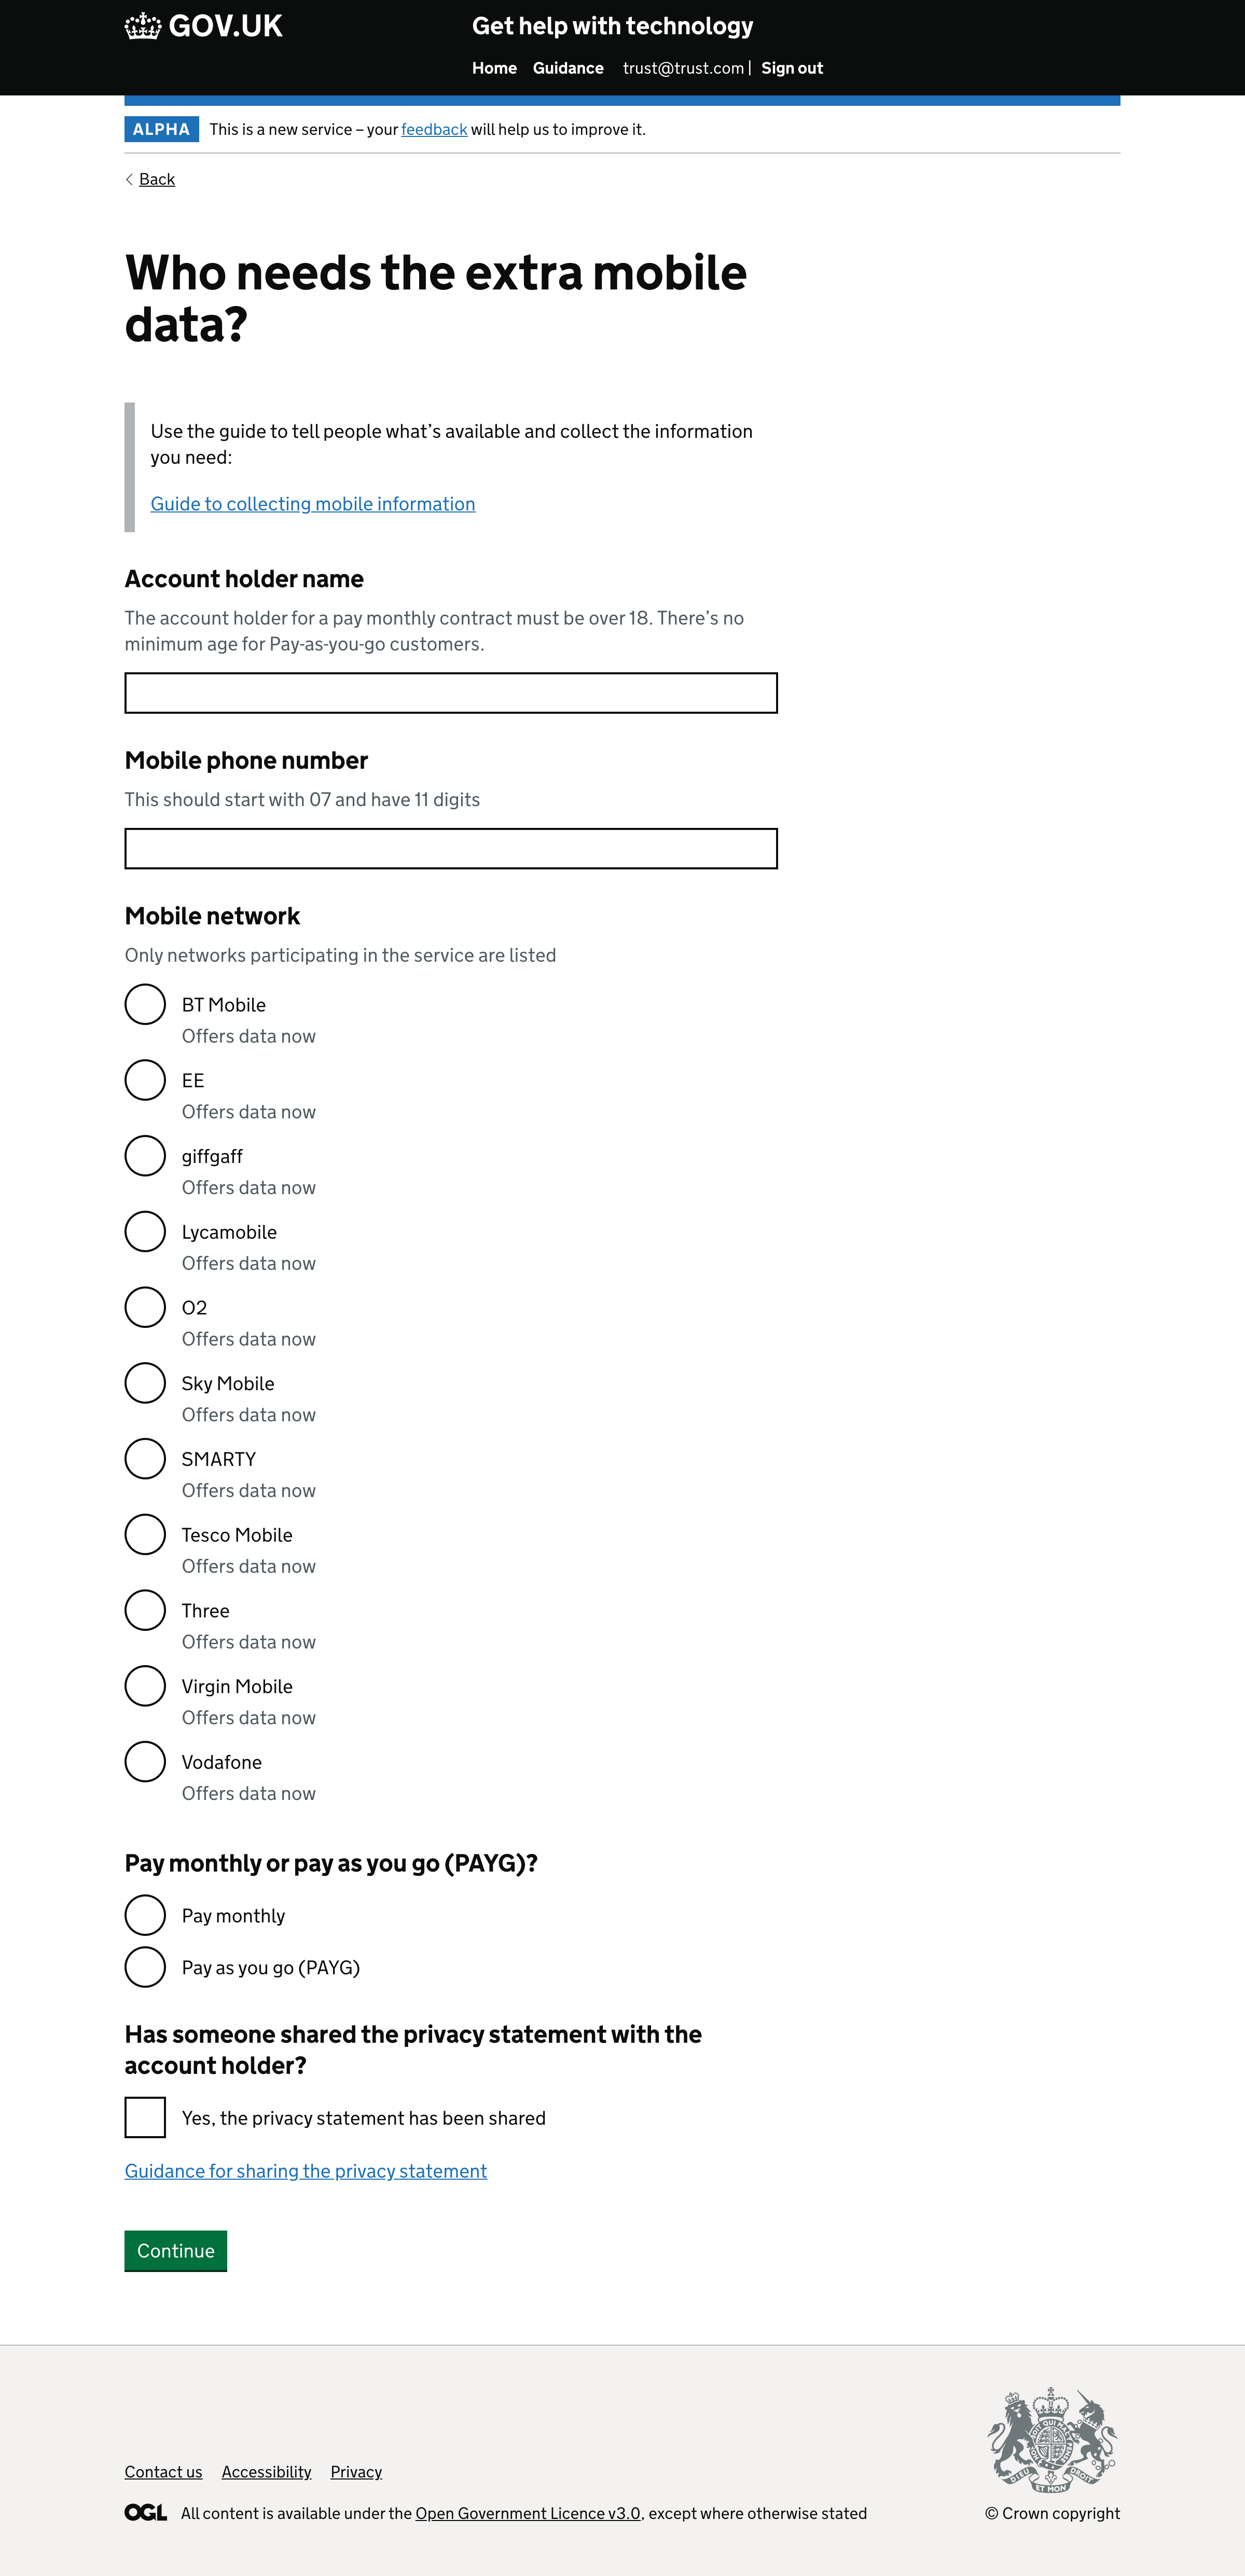 GOV.UK
Get help with technology
Home Guidance trust@trust.com | Sign out
ALPHA This is a new service – your feedback will help us to improve it.
Back
Who needs the extra mobile
data?
Use the guide to tell people what’s available and collect the information
you need:
Guide to collecting mobile information
Account holder name
The account holder for a pay monthly contract must be over 18. There’s no
minimum age for Pay-as-you-go customers.
Mobile phone number
This should start with 07 and have 11 digits
Mobile network
Only networks participating in the service are listed
BT Mobile
Offers data now
EE
Offers data now
giffgaff
Offers data now
Lycamobile
Offers data now
O2
Offers data now
Sky Mobile
Offers data now
SMARTY
Offers data now
Tesco Mobile
Offers data now
Three
Offers data now
Virgin Mobile
Offers data now
Vodafone
Offers data now
Pay monthly or pay as you go (PAYG)?
Pay monthly
Pay as you go (PAYG)
Has someone shared the privacy statement with the
account holder?
Yes, the privacy statement has been shared
Guidance for sharing the privacy statement
Continue
Contact us Accessibility Privacy
OGL All content is available under the Open Government Licence v3.0, except where otherwise stated
DIEU ET MON DROIT
© Crown copyright